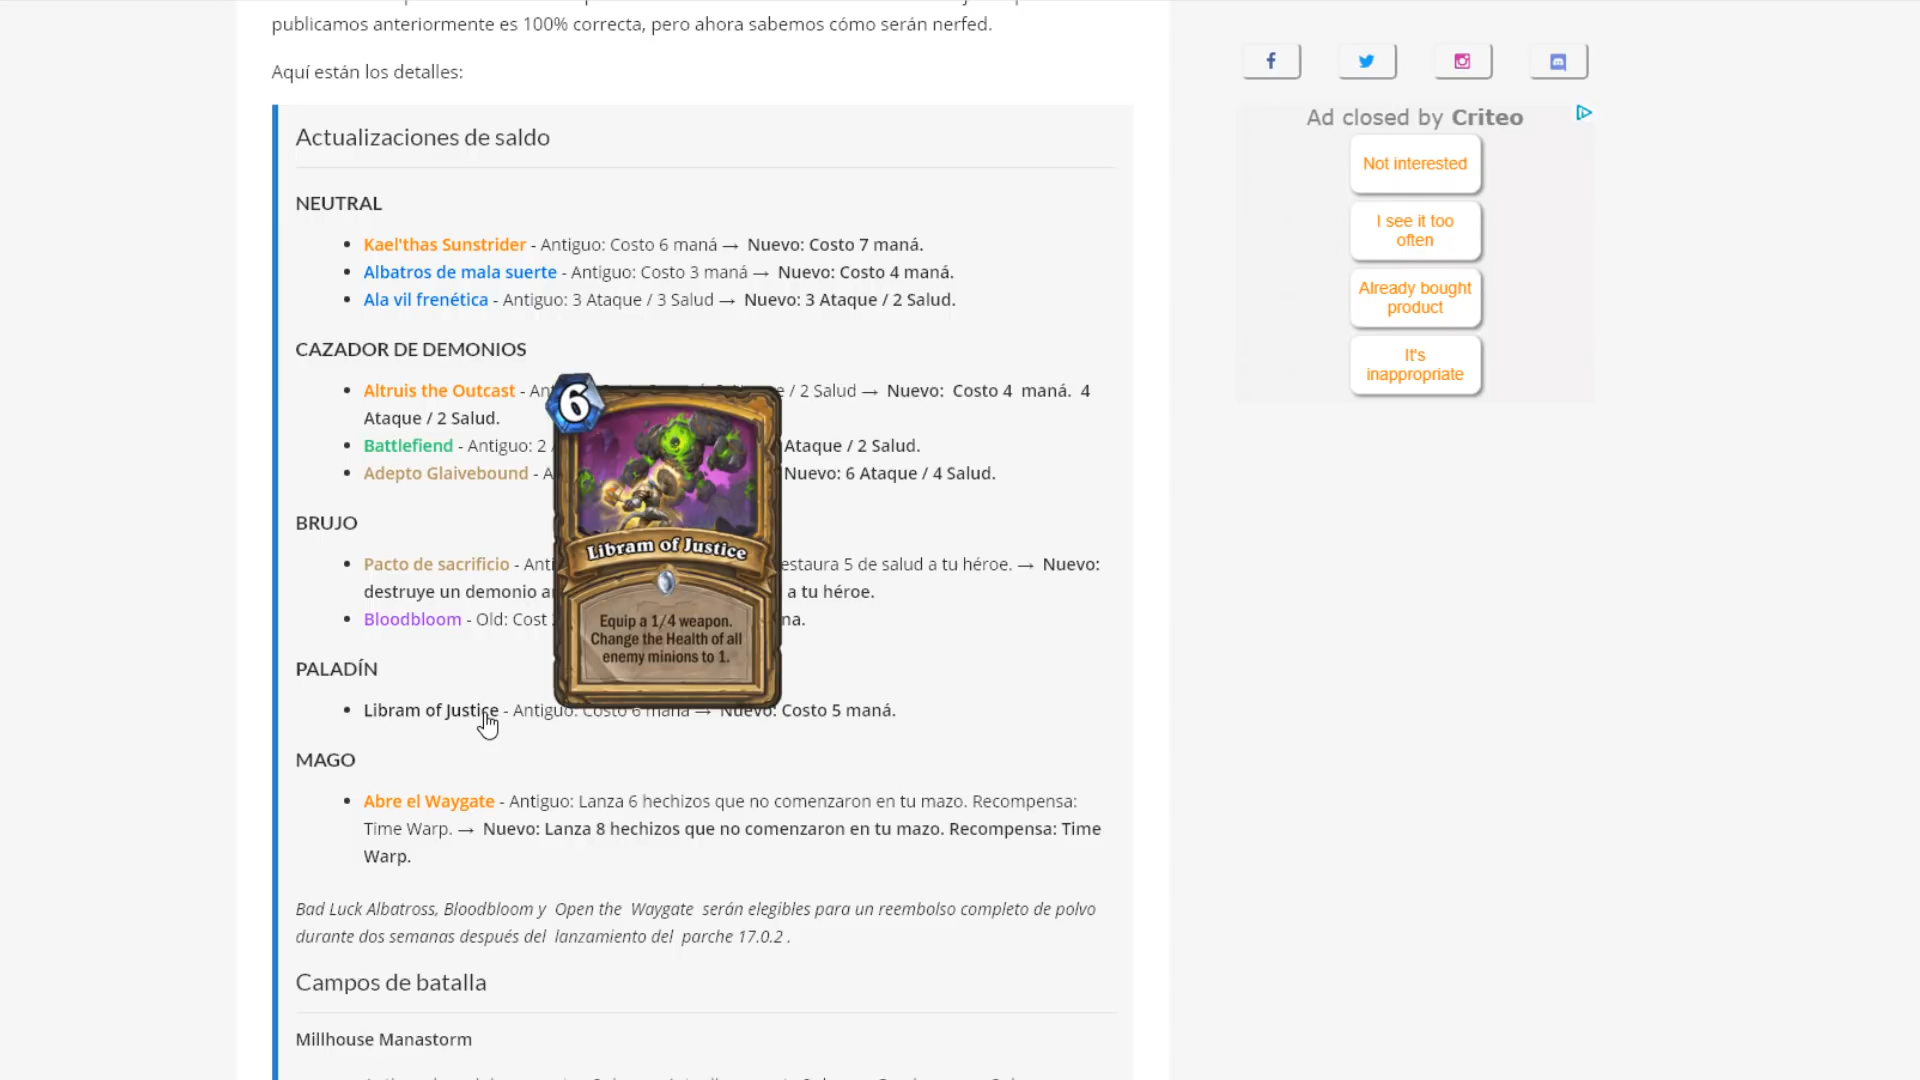 publicamos anteriormente es 100% correcta, pero ahora sabemos cómo serán nerfed.
Aquí están los detalles:
Actualizaciones de saldo
NEUTRAL
Kael'thas Sunstrider - Antiguo: Costo 6 maná → Nuevo: Costo 7 maná.
Albatros de mala suerte - Antiguo: Costo 3 maná → Nuevo: Costo 4 maná.
Ala vil frenética - Antiguo: 3 Ataque / 3 Salud → Nuevo: 3 Ataque / 2 Salud.
CAZADOR DE DEMONIOS
Altruis the Outcast - / 2 Salud → Nuevo: Costo 4 maná. 4
Ataque / 2 Salud.
Battlefiend - Antiguo: 2 Ataque / 2 Salud.
Adepto Glaivebound - Nuevo: 6 Ataque / 4 Salud.
BRUJO
Pacto de sacrificio - a tu héroe. → Nuevo:
5 de salud
destruye un demonio a tu héroe.
Bloodbloom - Old: Cost
PALADÍN
Libram of Justice - Antiguo: Costo 6 maná → Nuevo: Costo 5 maná.
6
Libram of Justice
Equip a 1/4 weapon.
Change the Health of all
enemy minions to 1.
MAGO
Abre el Waygate - Antiguo: Lanza 6 hechizos que no comenzaron en tu mazo. Recompensa:
Time Warp. → Nuevo: Lanza 8 hechizos que no comenzaron en tu mazo. Recompensa: Time
Warp.
Bad Luck Albatross, Bloodbloom y Open the Waygate serán elegibles para un reembolso completo de polvo
durante dos semanas después del lanzamiento del parche 17.0.2 .
Campos de batalla
Millhouse Manastorm
Ad closed by Criteo
Not interested
I see it too
often
Already bought
product
It's
inappropriate